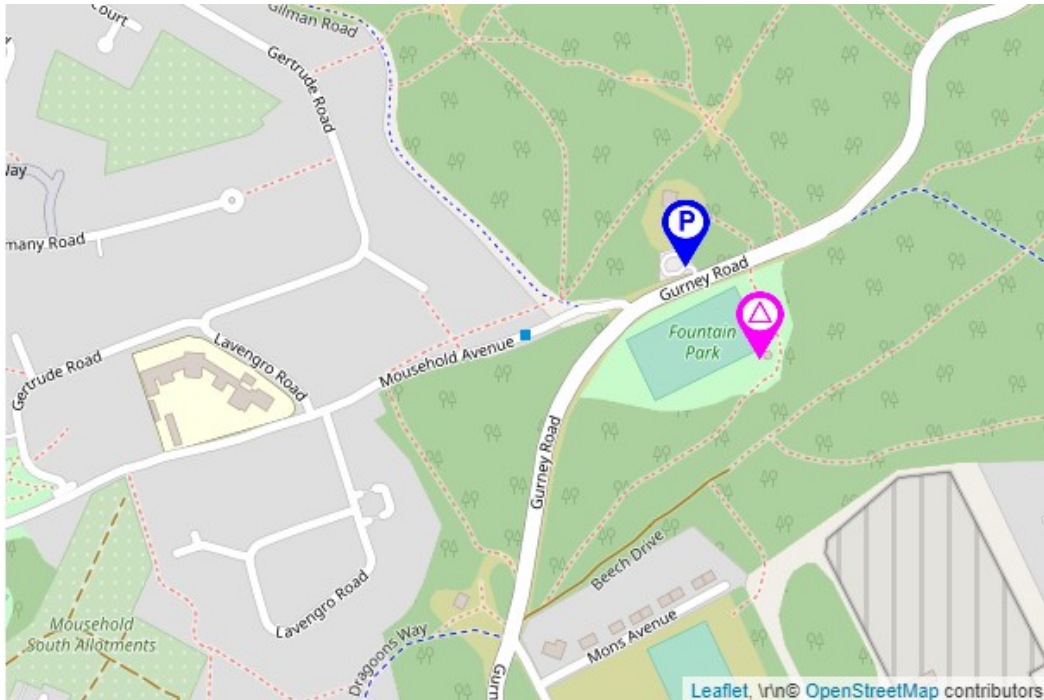 Gilman Road
Court
Gertrude Road
Way
many Road
P
Gurney Road
Fountain
Park
Lavengro Road
Mousehold Avenue
Gertrude Road
Gurney Road
Beech Drive
Mousehold
South Allotments
Lavengro Road
Dragoons Way
Mons Avenue
Gurn
Leaflet, \r\n© OpenStreetMap contributors